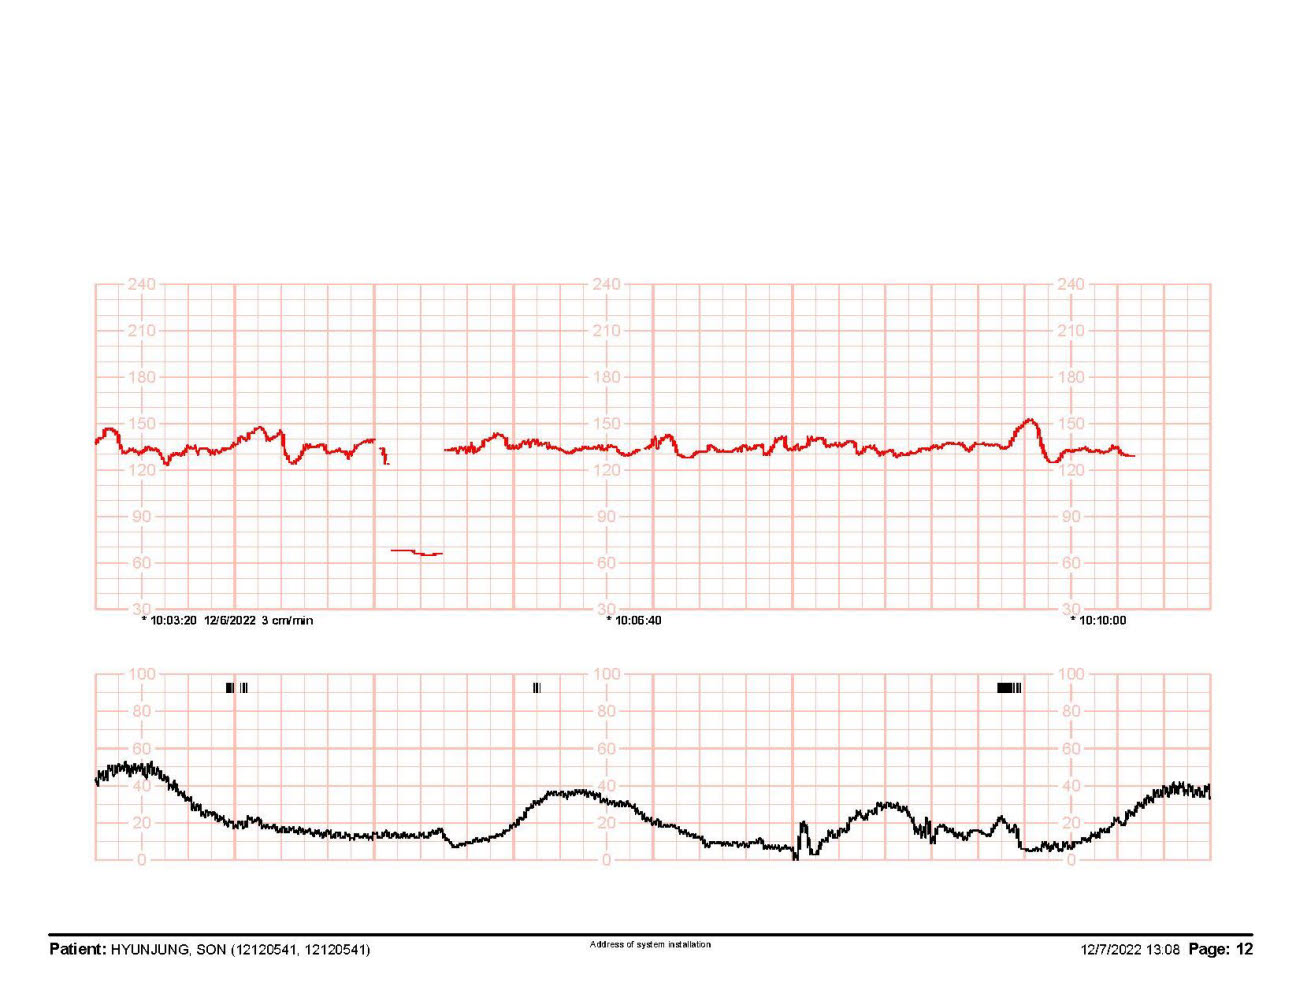 240 240 240
210 210 210
180 180 180
150 150 150
120 120 120
90 90 90
60 60 60
30 30 30
* 10:03:20 12/6/2022 3 cm/min * 10:06:40 * 10:10:00
100 100 100
80 80 80
60 60 60
40 40 40
20 20 20
0 0 0
Patient: HYUNJUNG, SON (12120541, 12120541) Address of system installation 12/7/2022 13:08 Page: 12